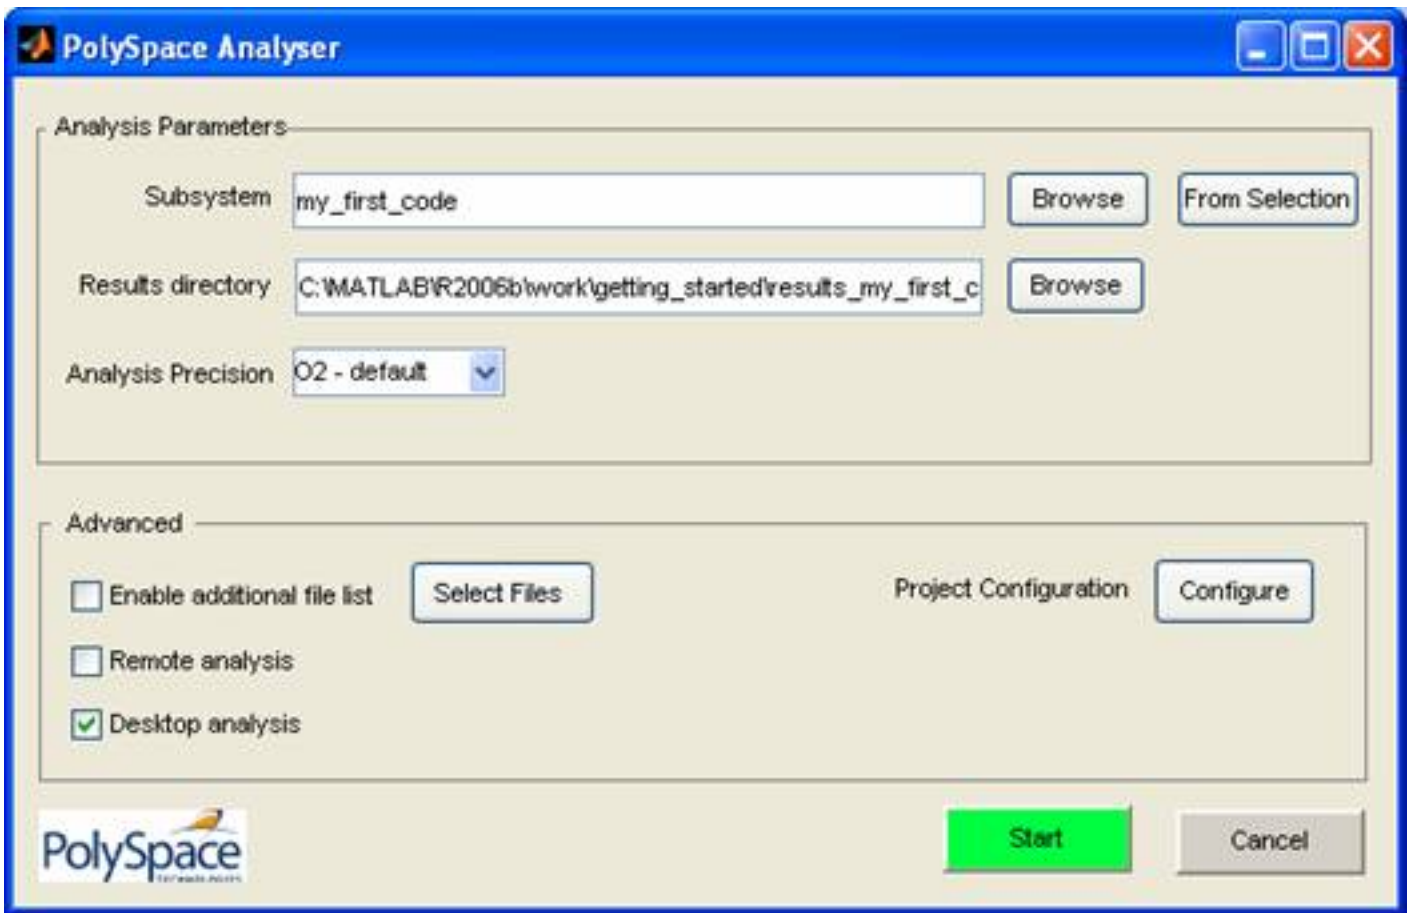 PolySpace Analyser
Analysis Parameters
Subsystem my_first_code Browse From Selection
Results directory C:\MATLAB\R2006b\work\getting_started\results_my_first_c Browse
Analysis Precision O2 - default
Advanced
Enable additional file list Select Files Project Configuration Configure
Remote analysis
Desktop analysis
PolySpace Start Cancel
TECHNOLOGIES